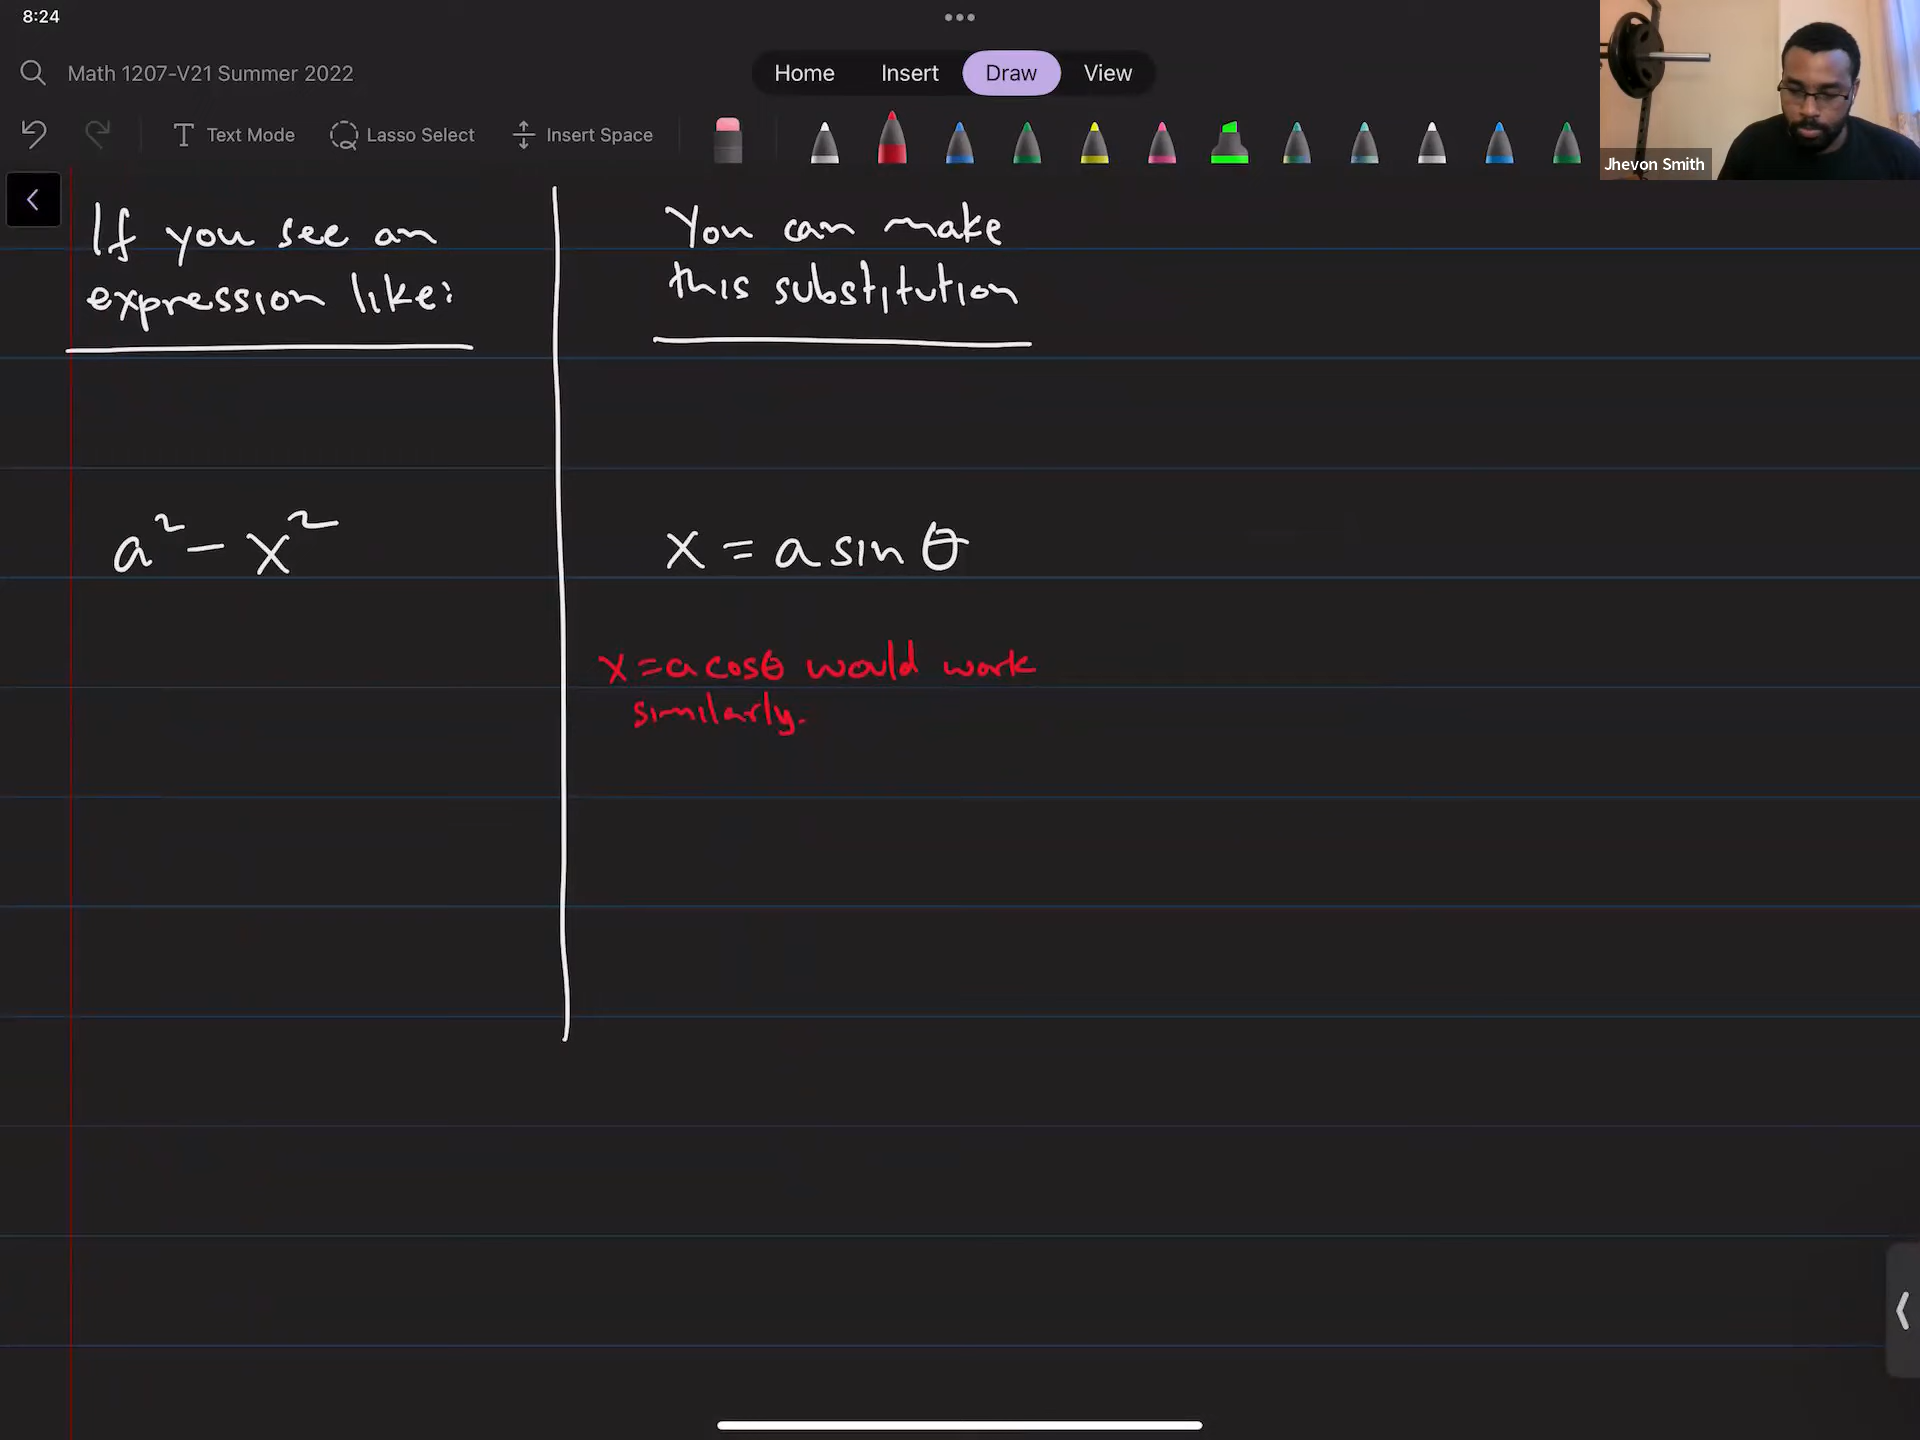 8:24
Math 1207-V21 Summer 2022
Home Insert Draw View
Text Mode Lasso Select Insert Space
Jhevon Smith
If you see an
expression like:
You can make
this substitution
a² - x²
x = a sin θ
x = a cos θ would work
similarly.